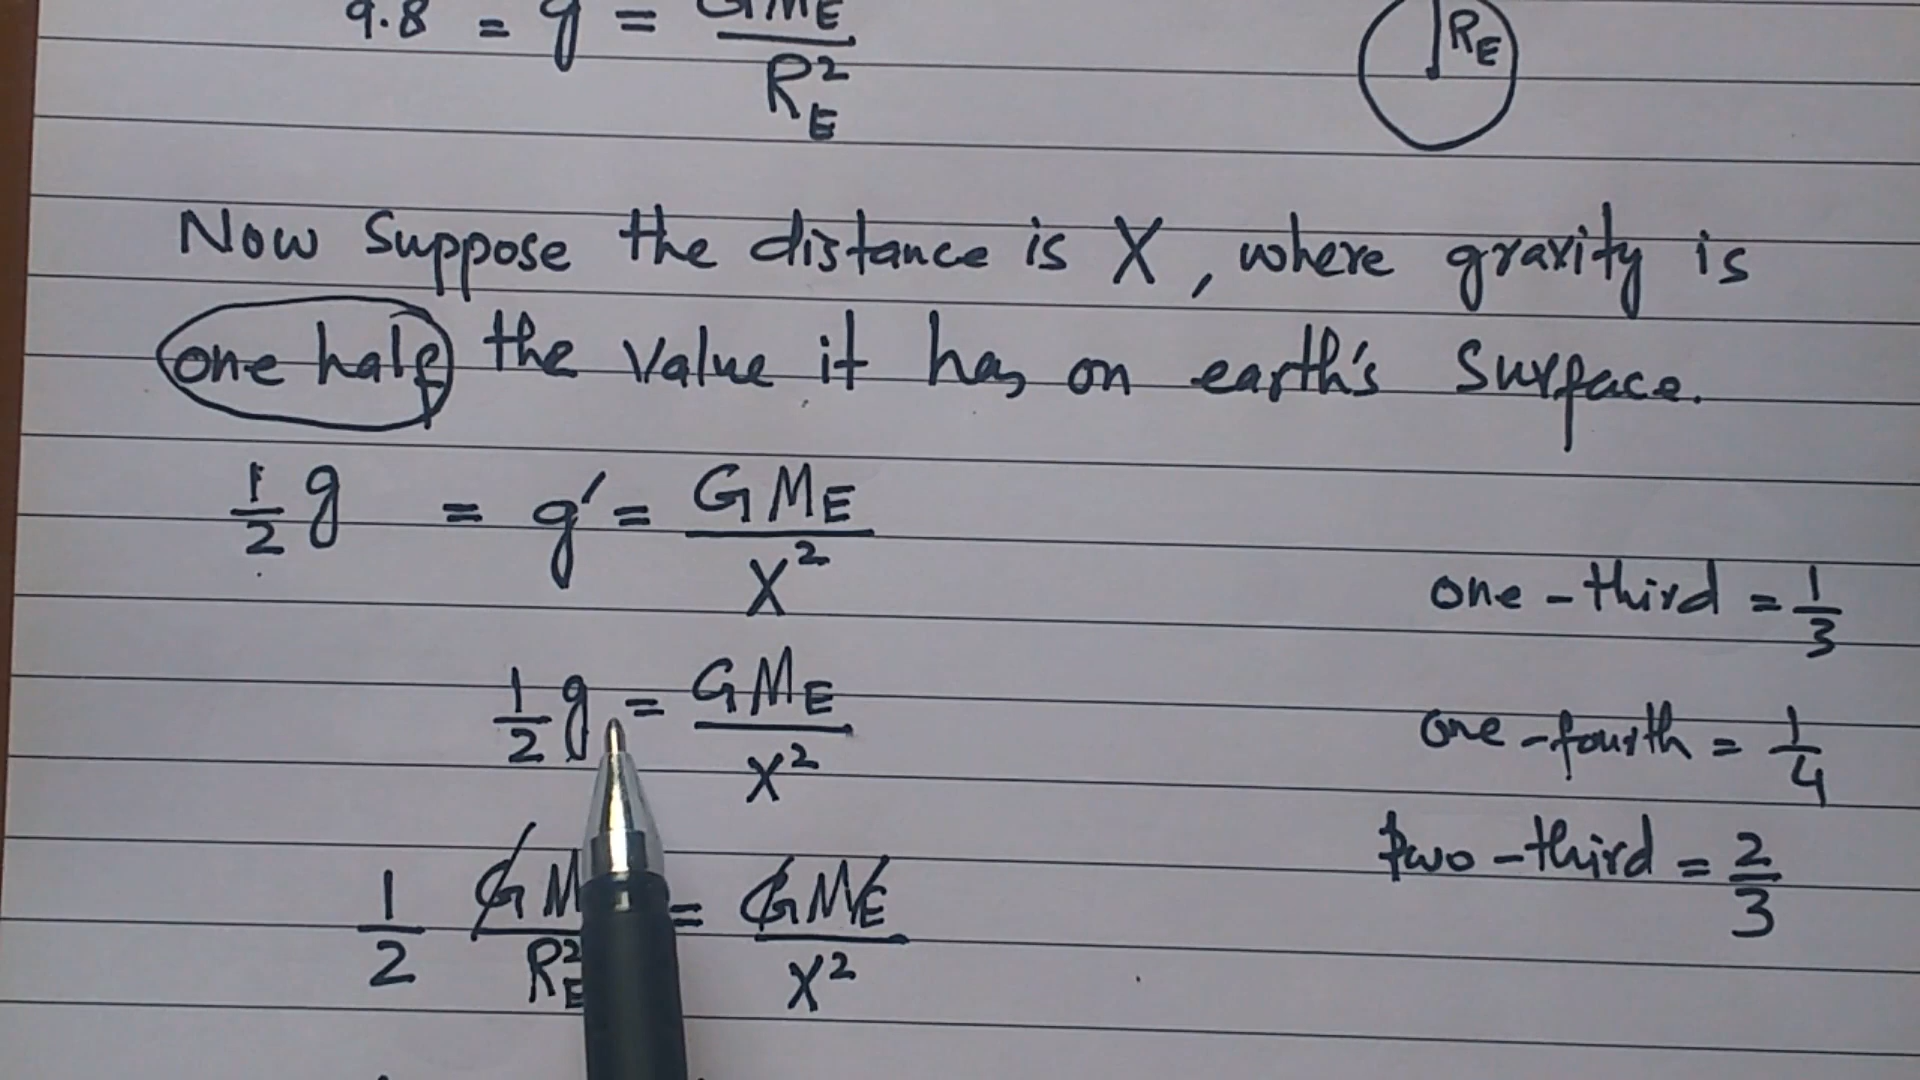 9.8 = g = GM_E / R_E^2
R_E
Now Suppose the distance is X, where gravity is
one half the value it has on earth's surface.
1/2 g = g' = GM_E / X^2
one-third = 1/3
1/2 g = GM_E / X^2
one-fourth = 1/4
two-third = 2/3
1/2 GM / R_E^2 = GM_E / X^2